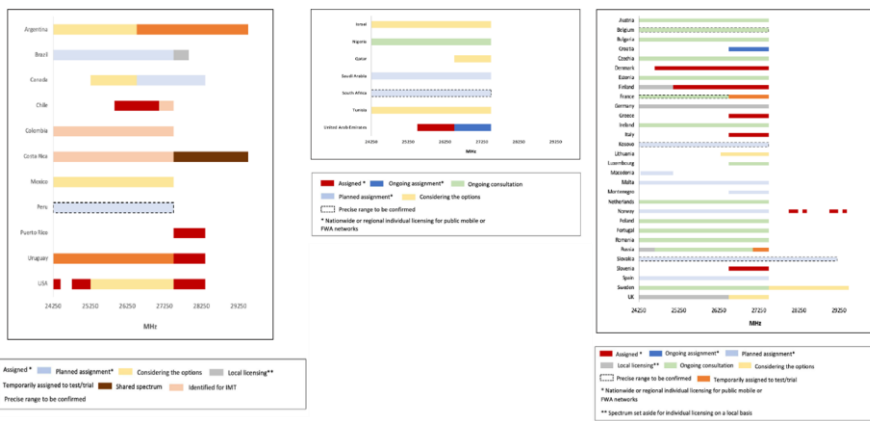 Argentina
Brazil
Canada
Chile
Colombia
Costa Rica
Mexico
Peru
Puerto Rico
Uruguay
USA
24250 25250 26250 27250 28250 29250
MHz
Assigned * Planned assignment* Considering the options Local licensing**
Temporarily assigned to test/trial Shared spectrum Identified for IMT
Precise range to be confirmed
Israel
Nigeria
Qatar
Saudi Arabia
South Africa
Tunisia
United Arab Emirates
24250 25250 26250 27250 28250 29250
MHz
Assigned * Ongoing assignment* Ongoing consultation
Planned assignment* Considering the options
Precise range to be confirmed
* Nationwide or regional individual licensing for public mobile or
FWA networks
Austria
Belgium
Bulgaria
Croatia
Czechia
Denmark
Estonia
Finland
France
Germany
Greece
Ireland
Italy
Kosovo
Lithuania
Luxembourg
Macedonia
Malta
Montenegro
Netherlands
Norway
Poland
Portugal
Romania
Russia
Slovakia
Slovenia
Spain
Sweden
UK
24250 25250 26250 27250 28250 29250
MHz
Assigned * Ongoing assignment* Planned assignment*
Local licensing** Ongoing consultation Considering the options
Precise range to be confirmed Temporarily assigned to test/trial
* Nationwide or regional individual licensing for public mobile or
FWA networks
** Spectrum set aside for individual licensing on a local basis